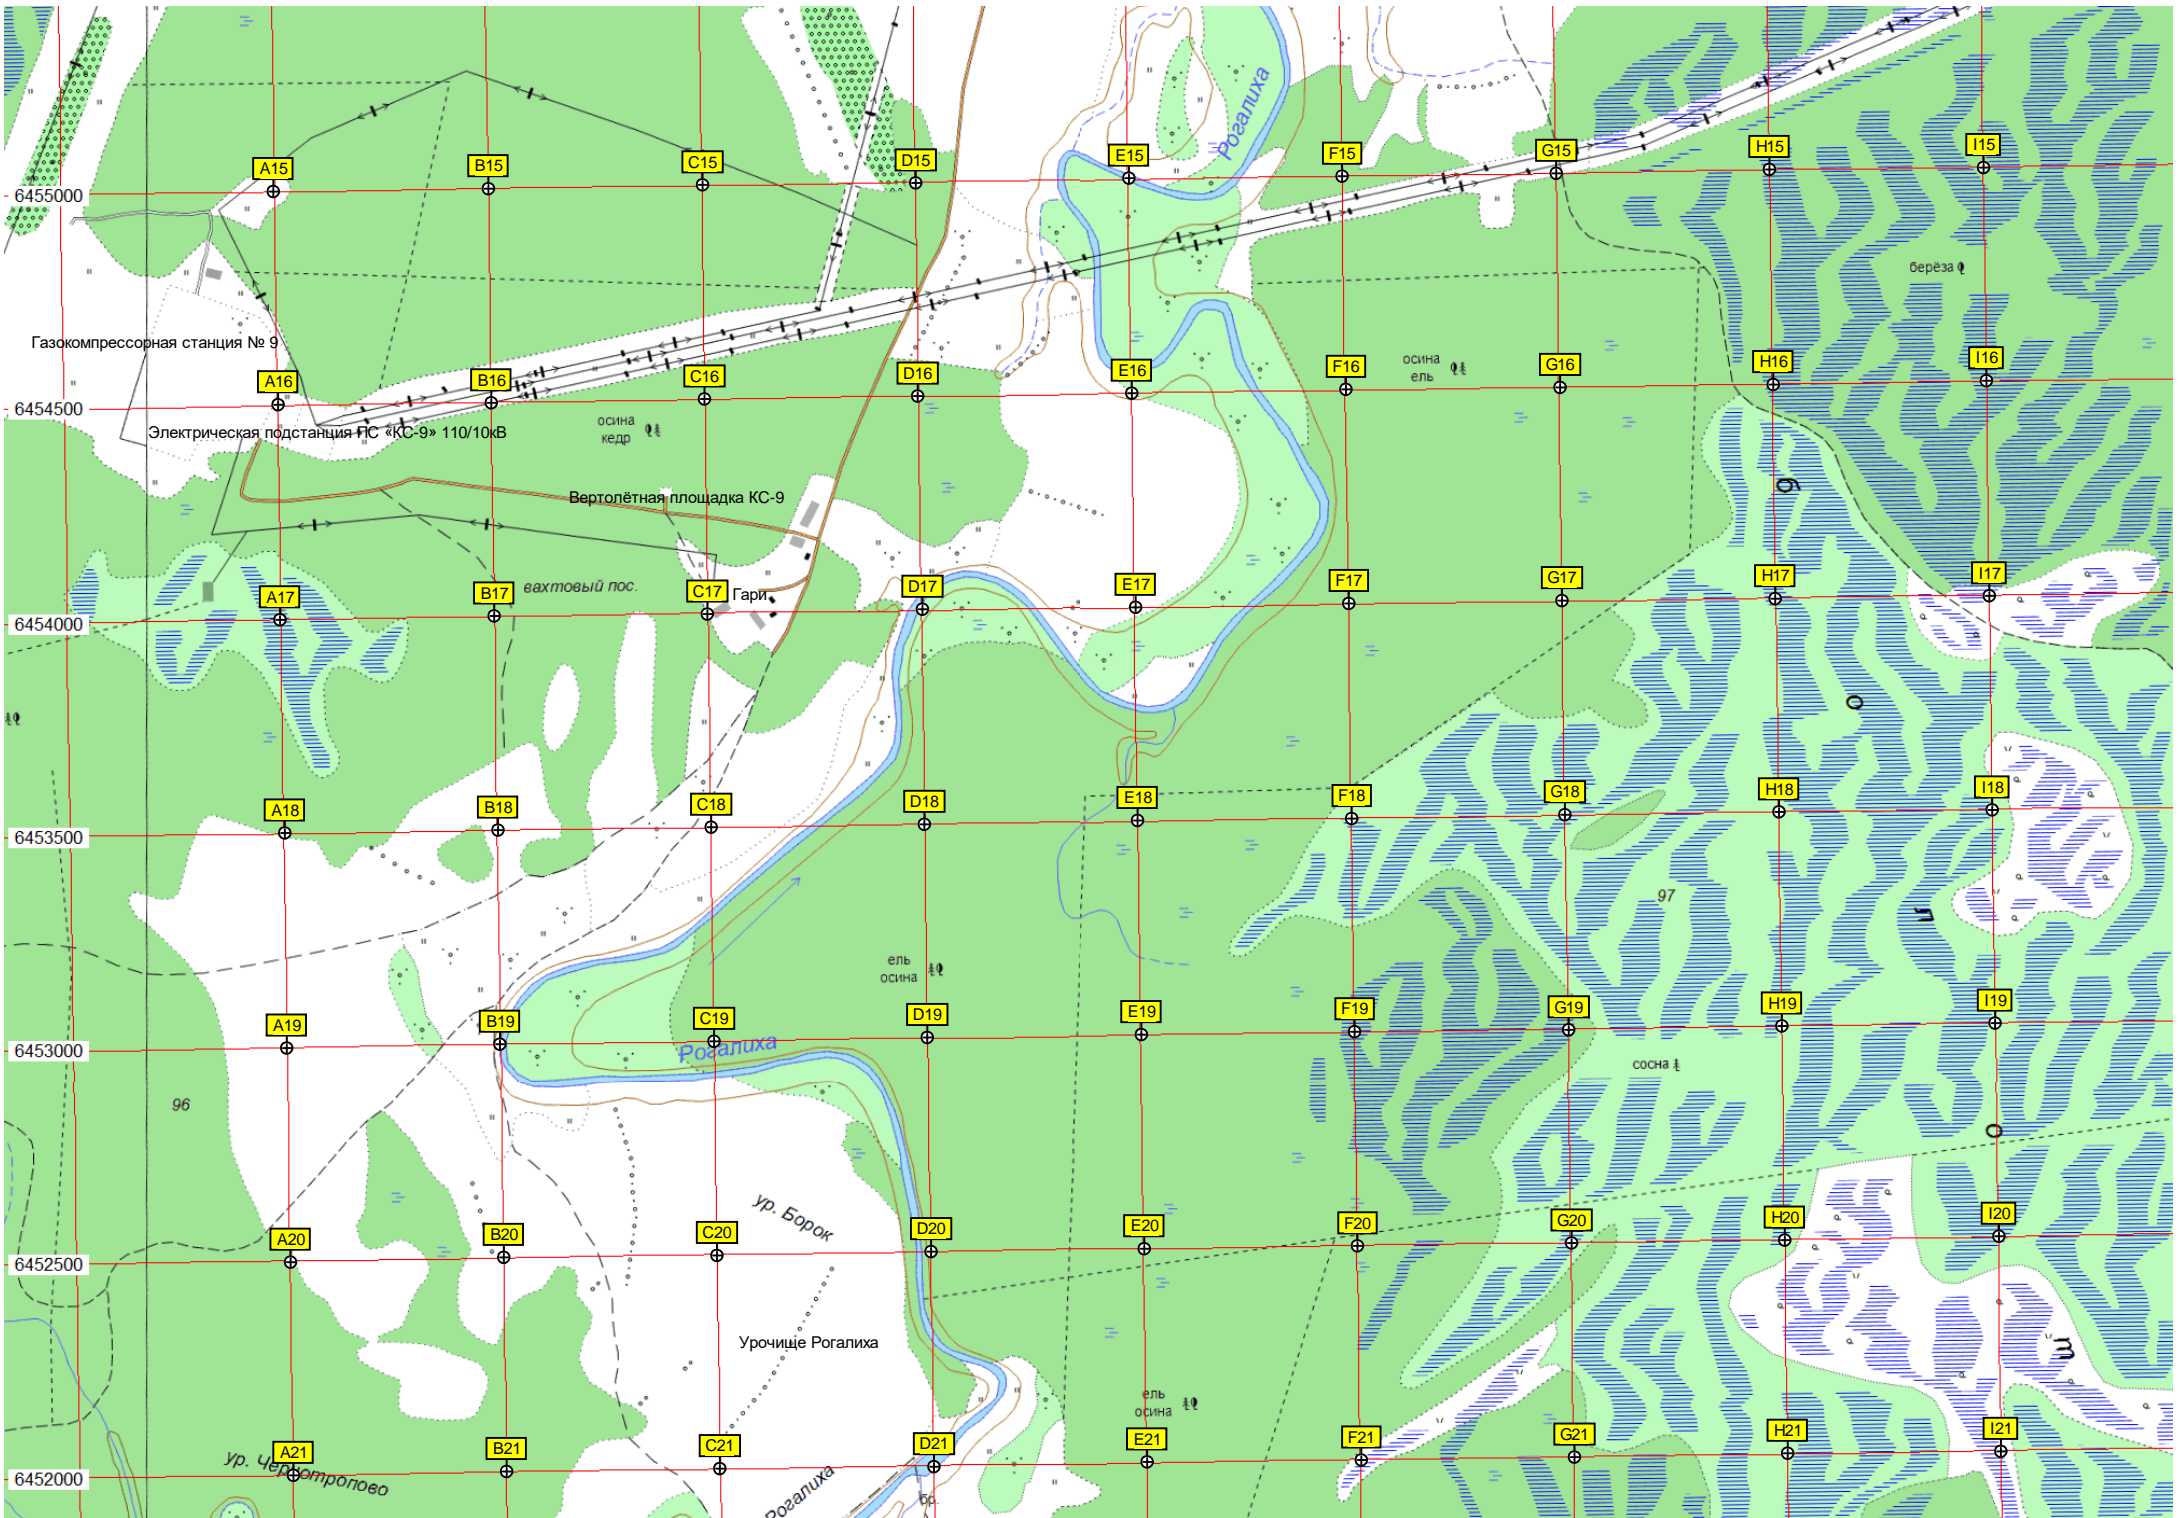 Рогалиха
A15
B15
C15
D15
E15
F15
G15
H15
I15
6455000
берёза
Газокомпрессорная станция № 9
A16
B16
C16
D16
E16
F16
осина
ель
G16
H16
I16
6454500
осина
кедр
Электрическая подстанция ПС «КС-9» 110/10кВ
Вертолётная площадка КС-9
б
A17
B17
вахтовый пос.
C17
Гари
D17
E17
F17
G17
H17
I17
6454000
о
A18
B18
C18
D18
E18
F18
G18
H18
I18
6453500
97
л
ель
осина
A19
B19
C19
D19
E19
F19
G19
H19
I19
6453000
Рогалиха
сосна
96
о
ур. Борок
A20
B20
C20
D20
E20
F20
G20
H20
I20
6452500
Урочище Рогалиха
т
ель
осина
A21
B21
C21
D21
E21
F21
G21
H21
I21
6452000
ур. Чернотропово
Рогалиха
бр.